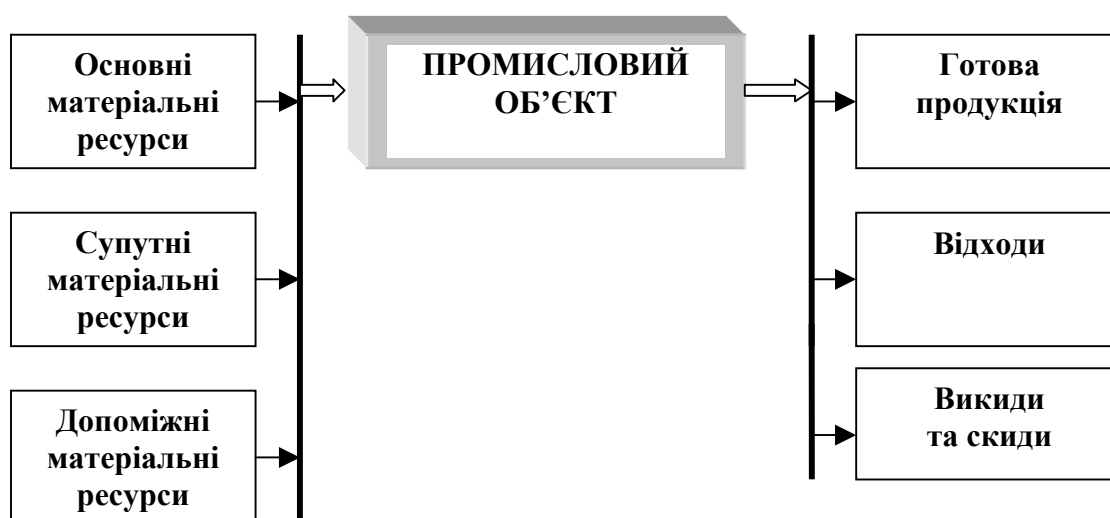 Основні
матеріальні
ресурси
ПРОМИСЛОВИЙ
ОБ’ЄКТ
Готова
продукція
Супутні
матеріальні
ресурси
Відходи
Допоміжні
матеріальні
ресурси
Викиди
та скиди